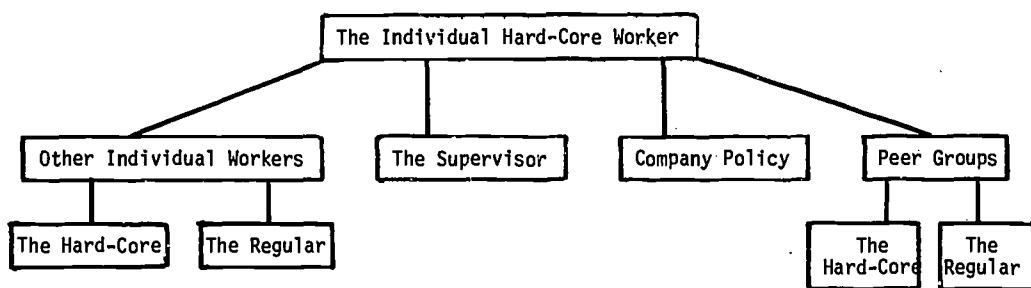 The Individual Hard-Core Worker
Other Individual Workers
The Supervisor
Company Policy
Peer Groups
The Hard-Core
The Regular
The
Hard-Core
The
Regular